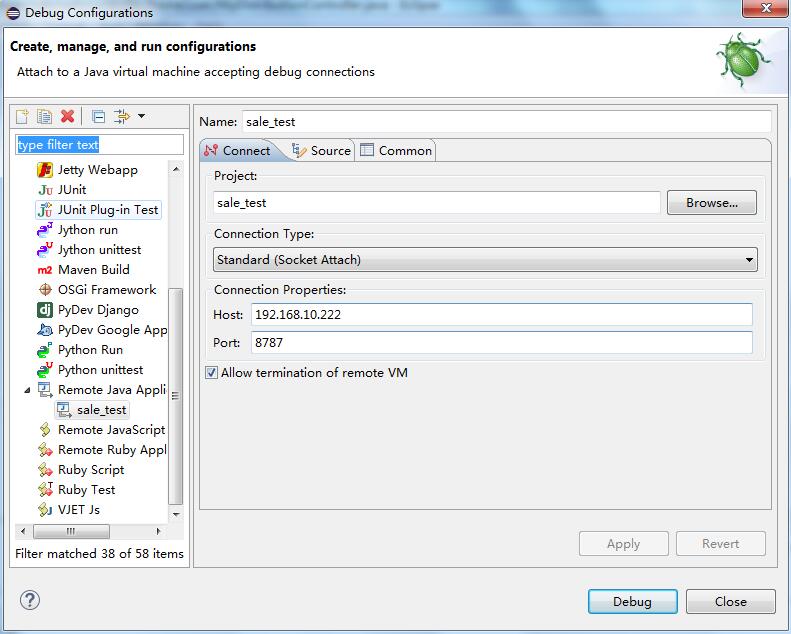 Debug Configurations
Create, manage, and run configurations
Attach to a Java virtual machine accepting debug connections
type filter text
Jetty Webapp
JUnit
JUnit Plug-in Test
Jython run
Jython unittest
m2 Maven Build
OSGi Framework
dj PyDev Django
PyDev Google App
Python Run
Python unittest
Remote Java Appli
sale_test
Remote JavaScript
Remote Ruby Appl
Ruby Script
Ruby Test
VJET Js
Filter matched 38 of 58 items
Name: sale_test
Connect Source Common
Project:
sale_test Browse...
Connection Type:
Standard (Socket Attach)
Connection Properties:
Host: 192.168.10.222
Port: 8787
Allow termination of remote VM
Apply Revert
? Debug Close